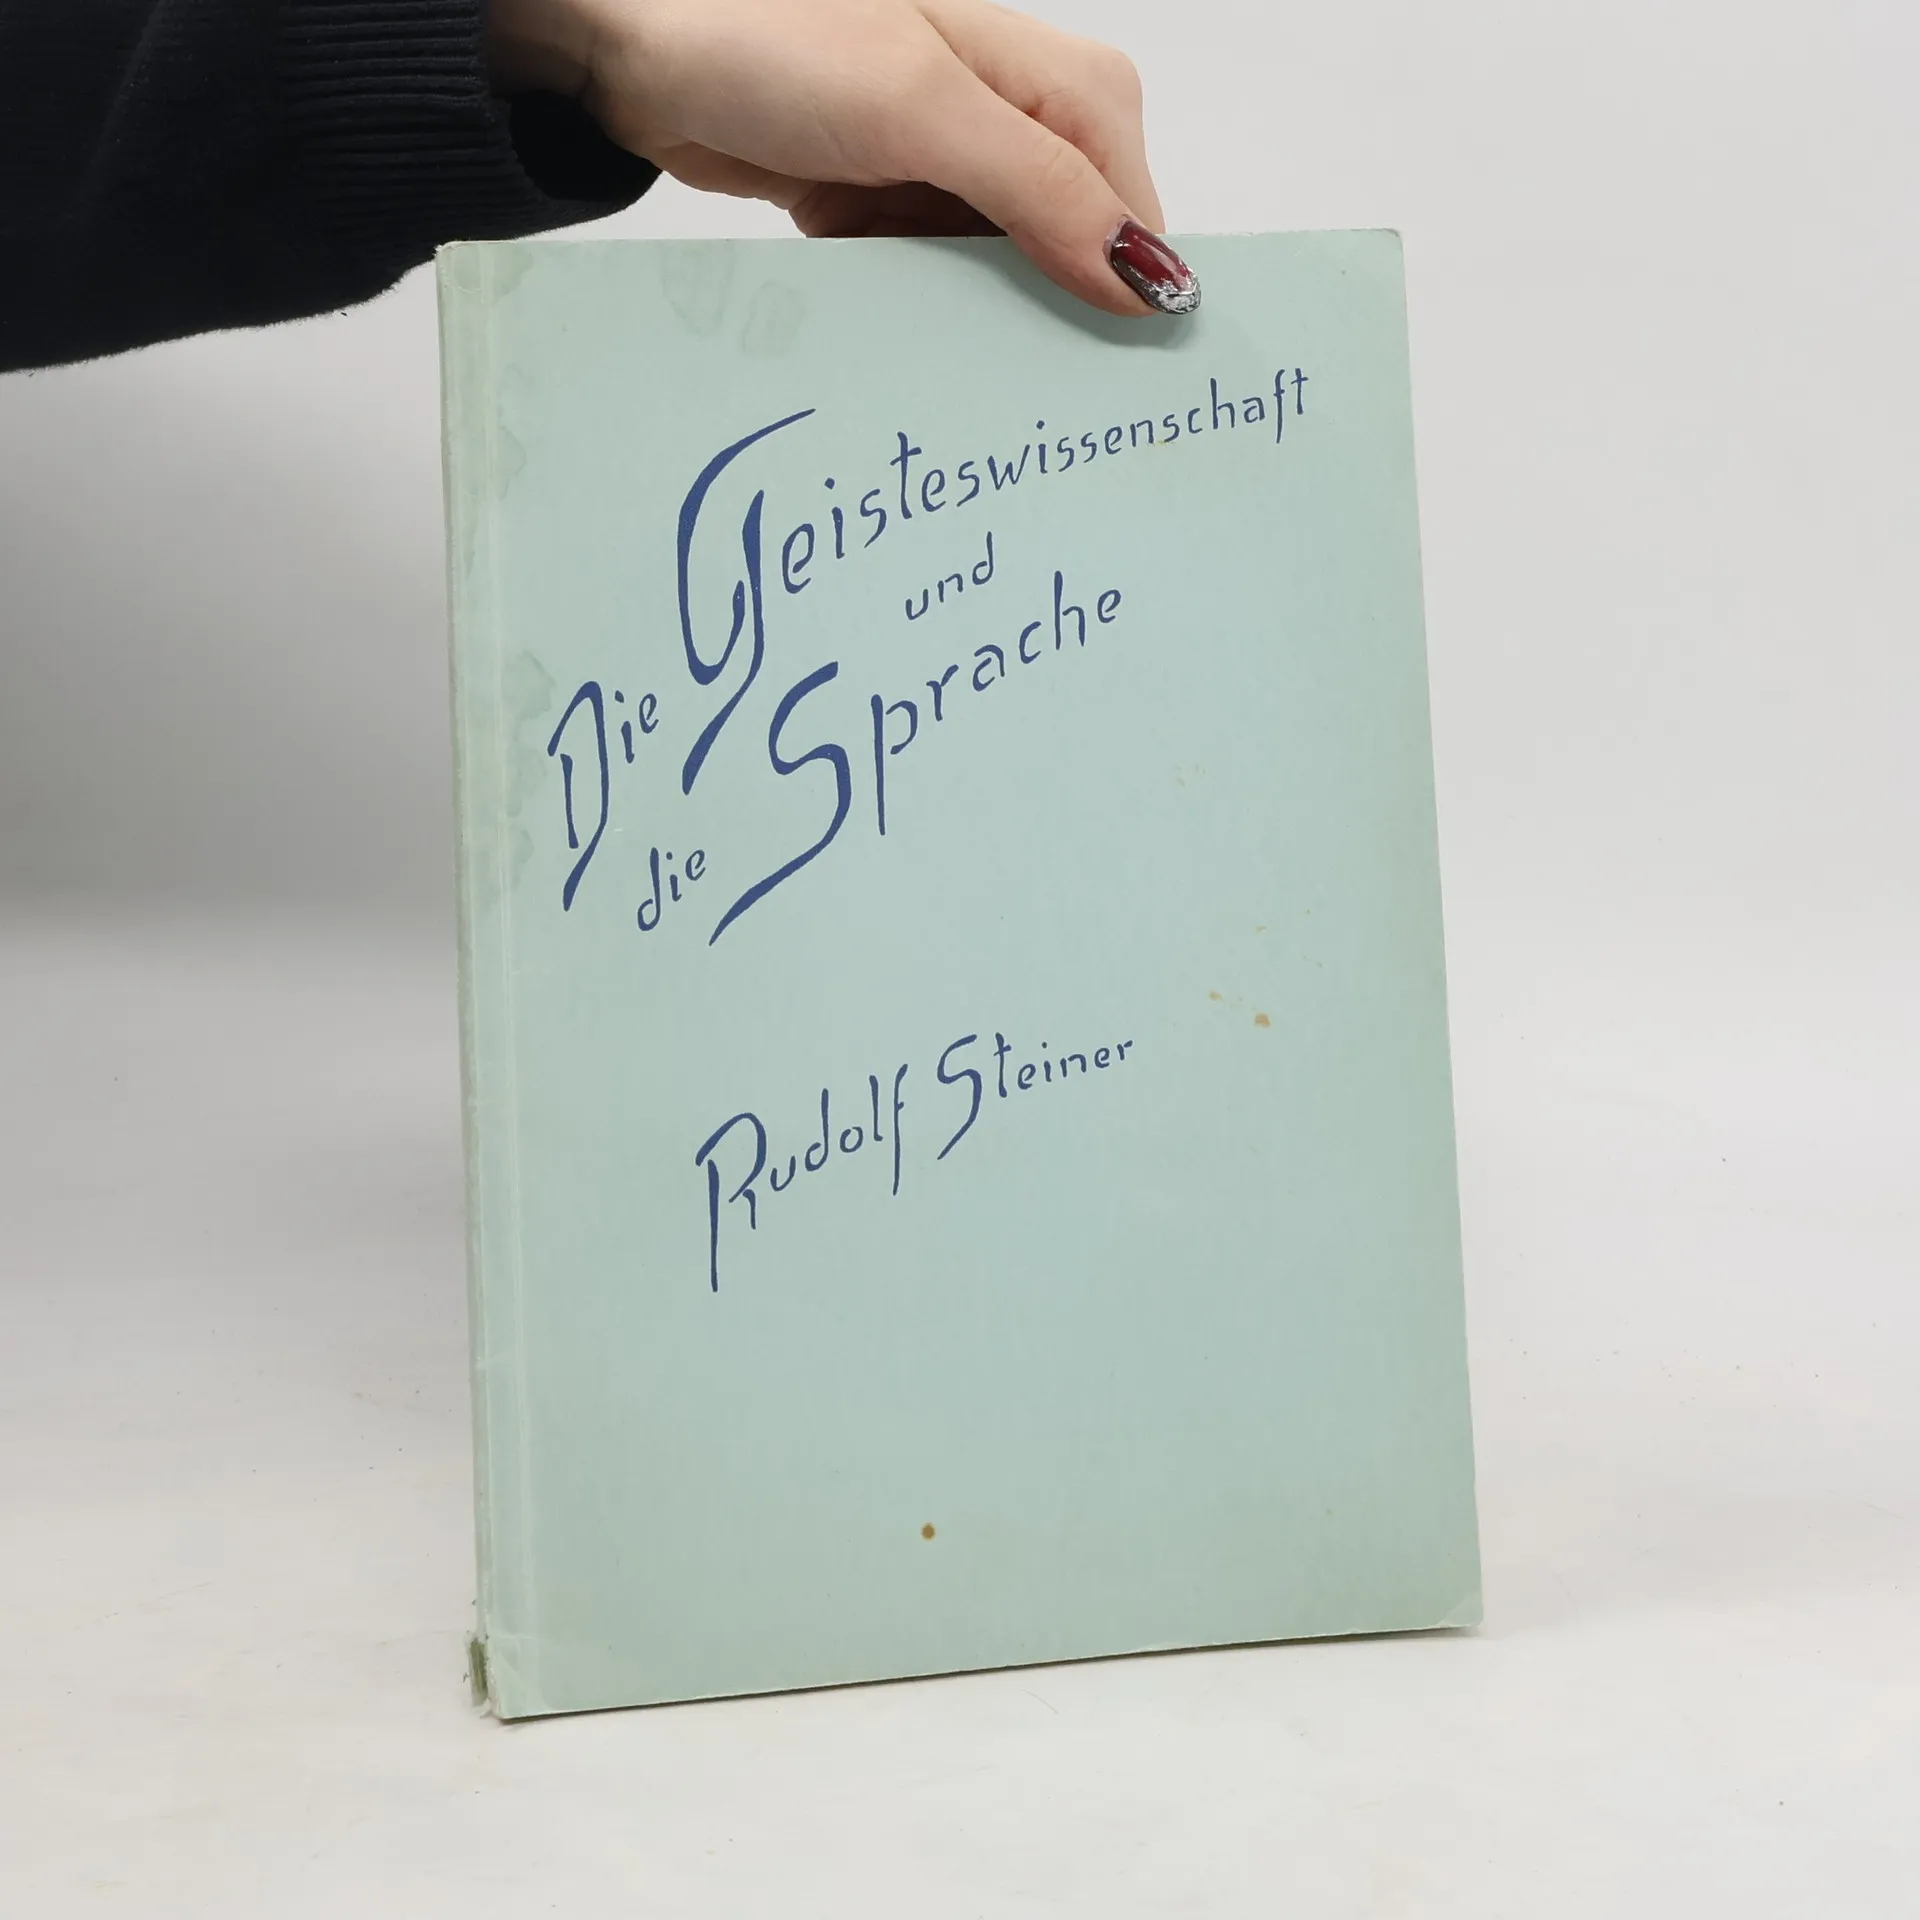 Die Geisteswissenschaft
und
die Sprache
Rudolf Steiner